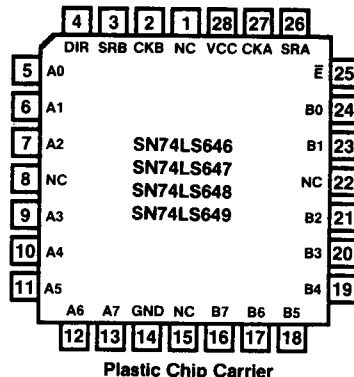 4 3 2 1 28 27 26
DIR SRB CKB NC VCC CKA SRA
5 A0 E̅ 25
6 A1 B0 24
7 A2 SN74LS646 B1 23
SN74LS647
8 NC SN74LS648 NC 22
9 A3 SN74LS649 B2 21
10 A4 B3 20
11 A5 B4 19
A6 A7 GND NC B7 B6 B5
12 13 14 15 16 17 18
Plastic Chip Carrier